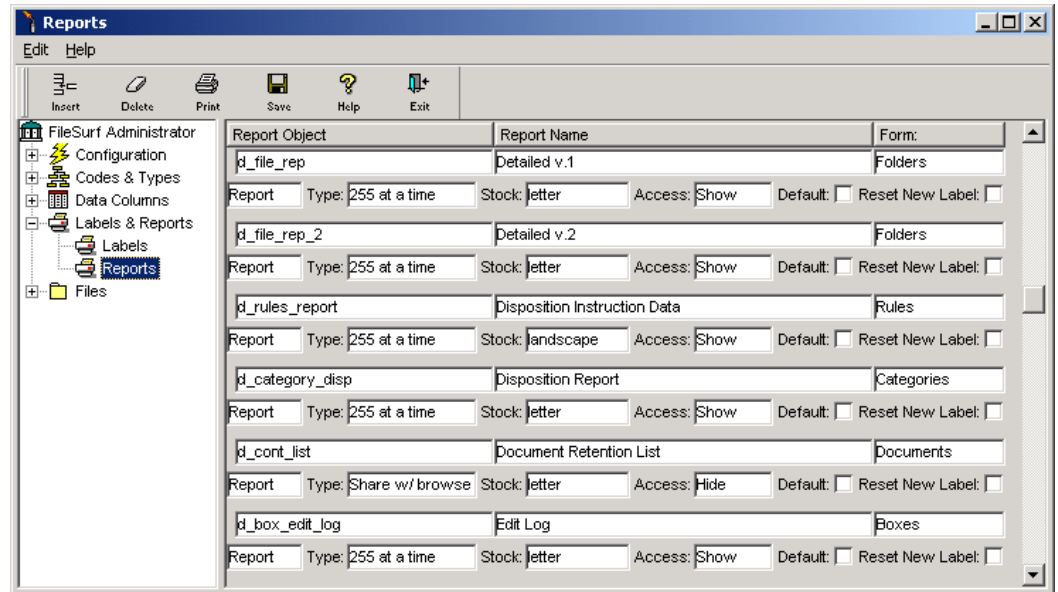 Reports
Edit Help
Insert Delete Print Save Help Exit
FileSurf Administrator
Configuration
Codes & Types
Data Columns
Labels & Reports
Labels
Reports
Files
Report Object Report Name Form:
d_file_rep Detailed v.1 Folders
Report Type: 255 at a time Stock: letter Access: Show Default: Reset New Label:
d_file_rep_2 Detailed v.2 Folders
Report Type: 255 at a time Stock: letter Access: Show Default: Reset New Label:
d_rules_report Disposition Instruction Data Rules
Report Type: 255 at a time Stock: landscape Access: Show Default: Reset New Label:
d_category_disp Disposition Report Categories
Report Type: 255 at a time Stock: letter Access: Show Default: Reset New Label:
d_cont_list Document Retention List Documents
Report Type: Share w/ browse Stock: letter Access: Hide Default: Reset New Label:
d_box_edit_log Edit Log Boxes
Report Type: 255 at a time Stock: letter Access: Show Default: Reset New Label: